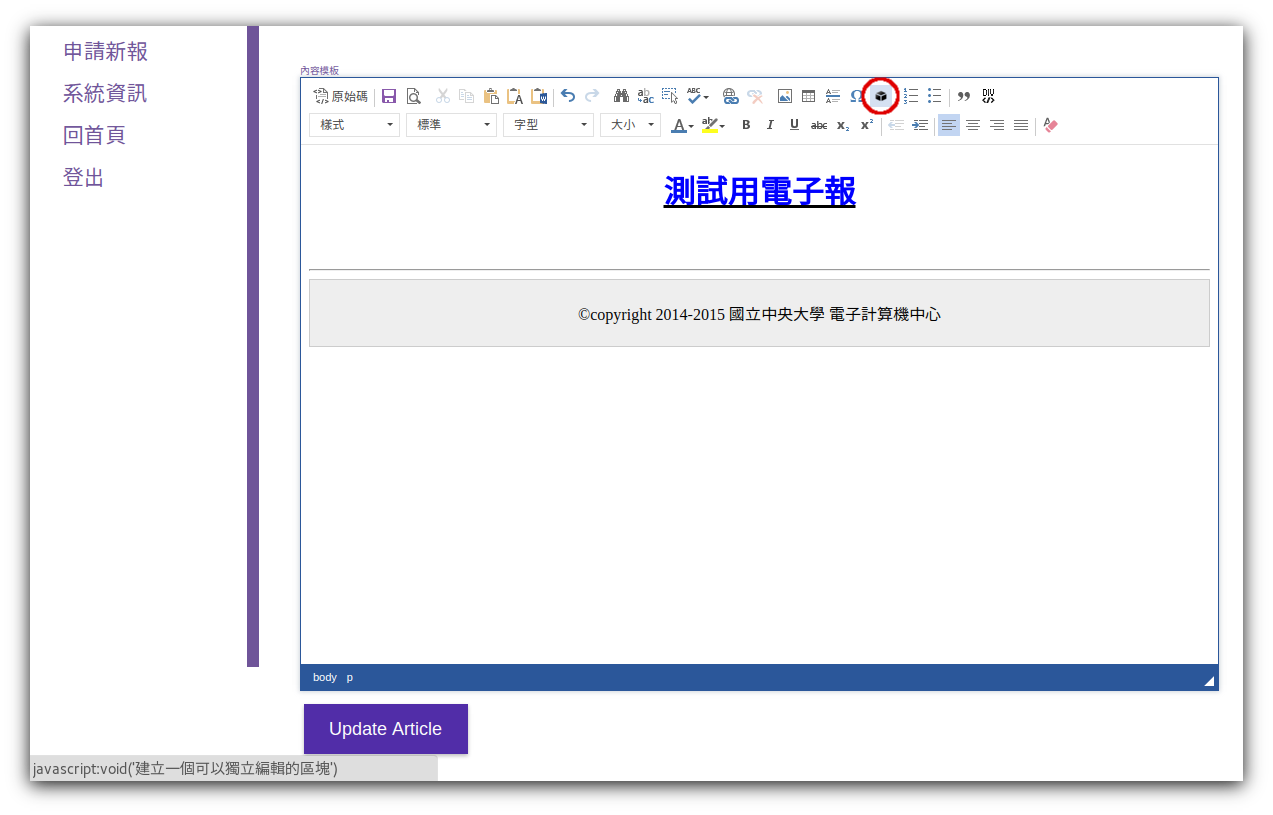 申請新報
系統資訊
回首頁
登出
內容模板
原始碼
樣式 標準 字型 大小
測試用電子報
©copyright 2014-2015 國立中央大學 電子計算機中心
body p
Update Article
javascript:void('建立一個可以獨立編輯的區塊')